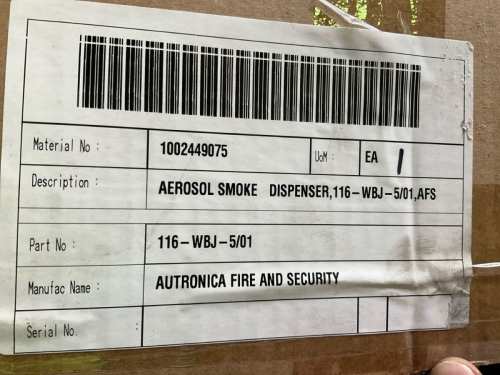 Material No : 1002449075 UoM : EA 1
Description : AEROSOL SMOKE DISPENSER,116-WBJ-5/01,AFS
Part No : 116-WBJ-5/01
Manufac Name : AUTRONICA FIRE AND SECURITY
Serial No. :